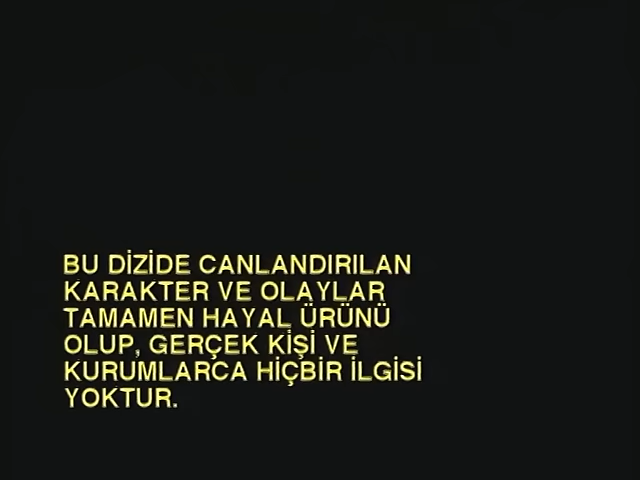 BU DİZİDE CANLANDIRILAN
KARAKTER VE OLAYLAR
TAMAMEN HAYAL ÜRÜNÜ
OLUP, GERÇEK KİŞİ VE
KURUMLARCA HİÇBİR İLGİSİ
YOKTUR.